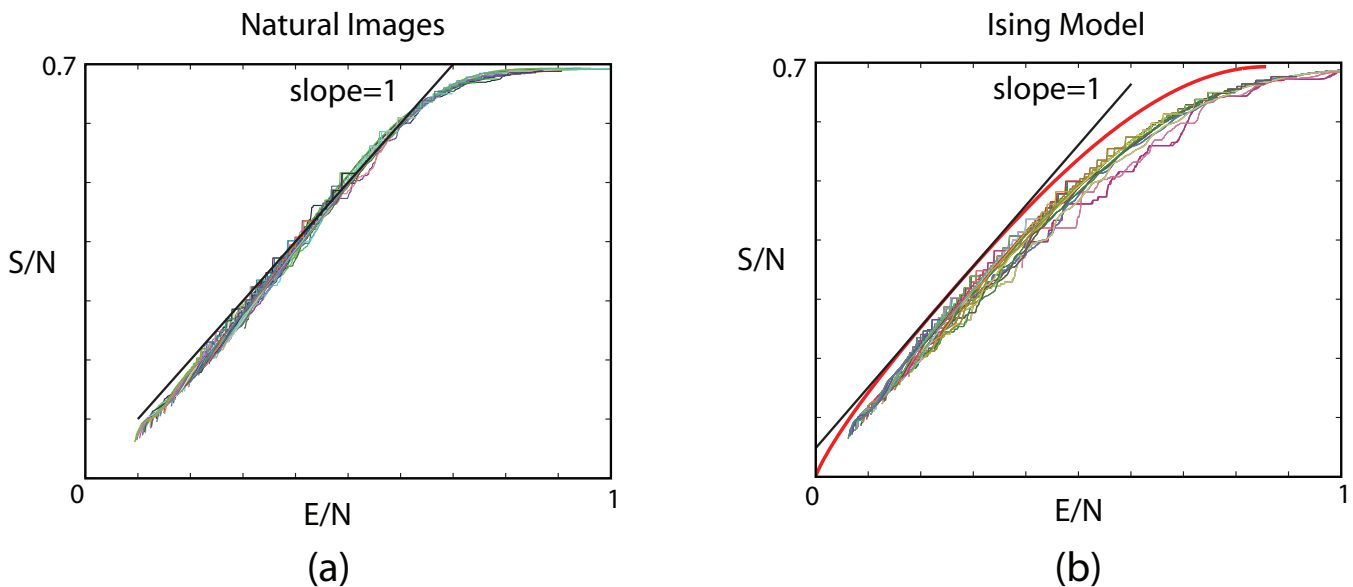 Natural Images
0.7
slope=1
S/N
0
1
E/N
(a)
Ising Model
0.7
slope=1
S/N
0
1
E/N
(b)